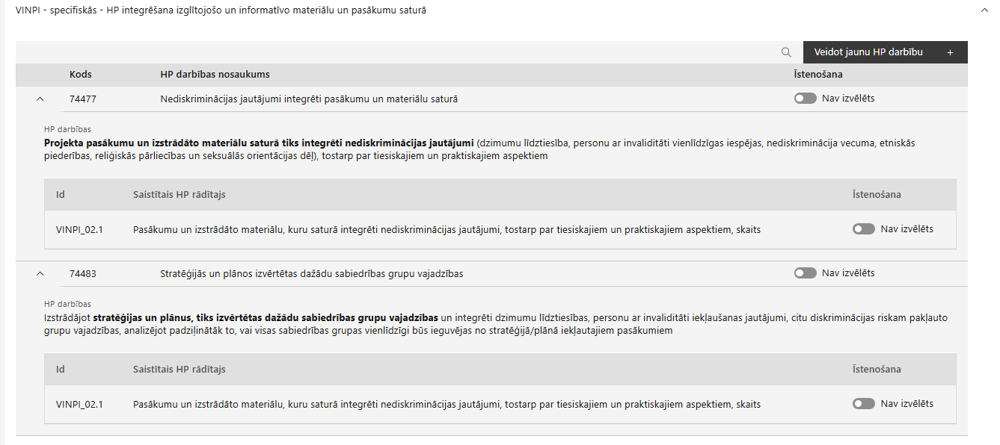 VINPI - specifiskās - HP integrēšana izglītojošo un informatīvo materiālu un pasākumu saturā
Veidot jaunu HP darbību +
Kods HP darbības nosaukums Īstenošana
74477 Nediskriminācijas jautājumi integrēti pasākumu un materiālu saturā Nav izvēlēts
HP darbības
Projekta pasākumu un izstrādāto materiālu saturā tiks integrēti nediskriminācijas jautājumi (dzimumu līdztiesība, personu ar invaliditāti vienlīdzīgas iespējas, nediskriminācija vecuma, etniskās
piederības, reliģiskās pārliecības un seksuālās orientācijas dēļ), tostarp par tiesiskajiem un praktiskajiem aspektiem
Id Saistītais HP rādītajs Īstenošana
VINPI_02.1 Pasākumu un izstrādāto materiālu, kuru saturā integrēti nediskriminācijas jautājumi, tostarp par tiesiskajiem un praktiskajiem aspektiem, skaits Nav izvēlēts
74483 Stratēģijās un plānos izvērtētas dažādu sabiedrības grupu vajadzības Nav izvēlēts
HP darbības
Izstrādājot stratēģijas un plānus, tiks izvērtētas dažādu sabiedrības grupu vajadzības un integrēti dzimumu līdztiesības, personu ar invaliditāti iekļaušanas jautājumi, citu diskriminācijas riskam pakļauto
grupu vajadzības, analizējot padziļinātāk to, vai visas sabiedrības grupas vienlīdzīgi būs ieguvējas no stratēģijā/plānā iekļautajiem pasākumiem
Id Saistītais HP rādītajs Īstenošana
VINPI_02.1 Pasākumu un izstrādāto materiālu, kuru saturā integrēti nediskriminācijas jautājumi, tostarp par tiesiskajiem un praktiskajiem aspektiem, skaits Nav izvēlēts